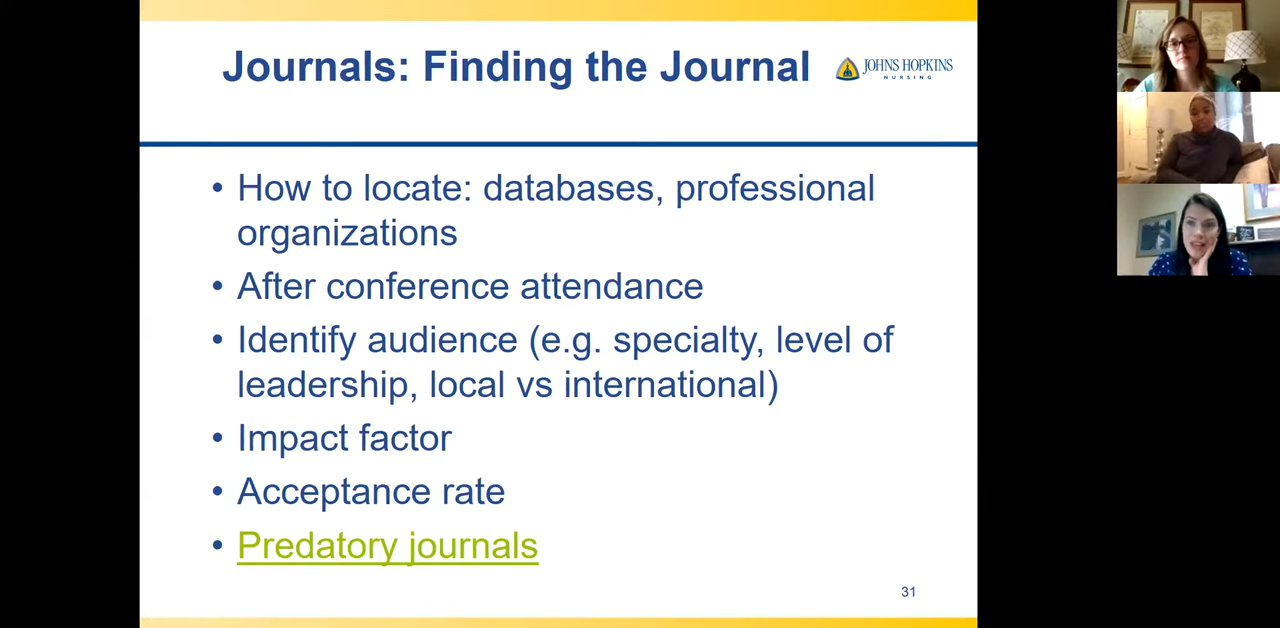 Journals: Finding the Journal
JOHNS HOPKINS
NURSING
• How to locate: databases, professional
organizations
• After conference attendance
• Identify audience (e.g. specialty, level of
leadership, local vs international)
• Impact factor
• Acceptance rate
• Predatory journals
31